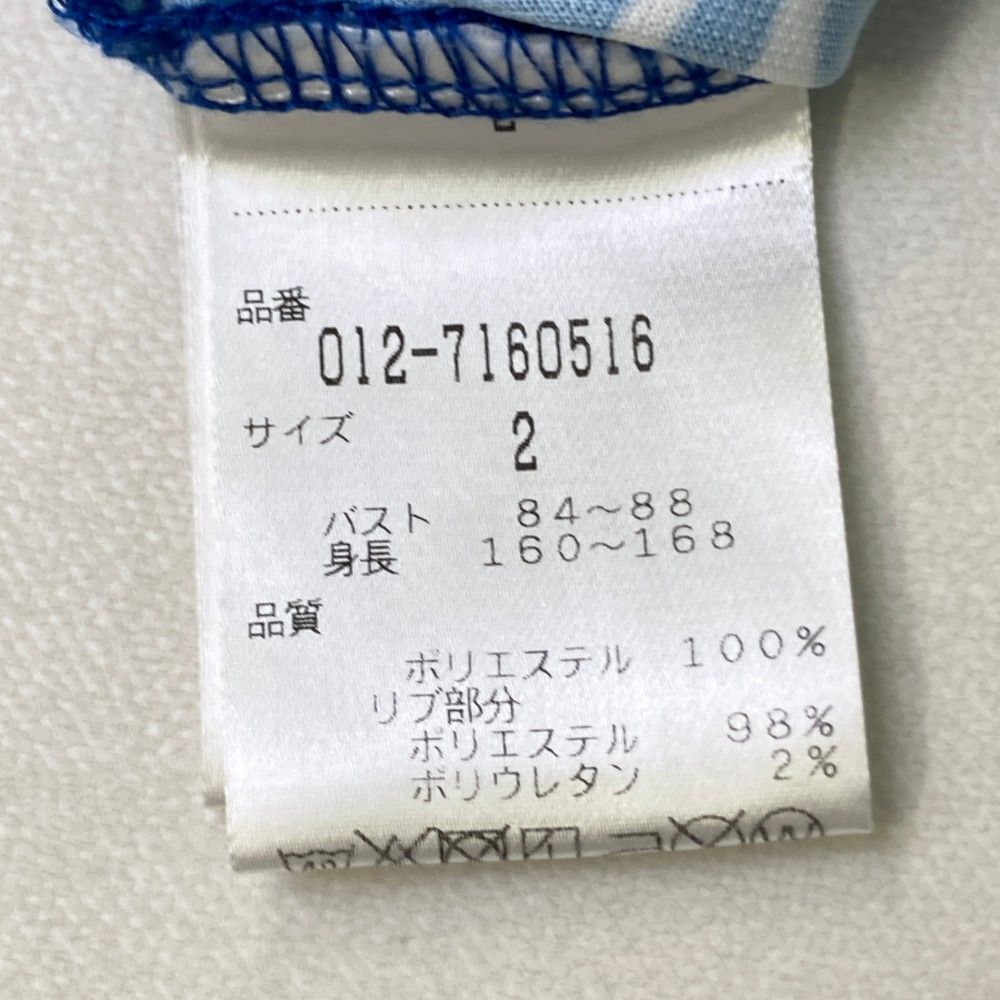 品番
012-7160516
サイズ 2
バスト 84～88
身長 160～168
品質
ポリエステル 100%
リブ部分
ポリエステル 98%
ポリウレタン 2%